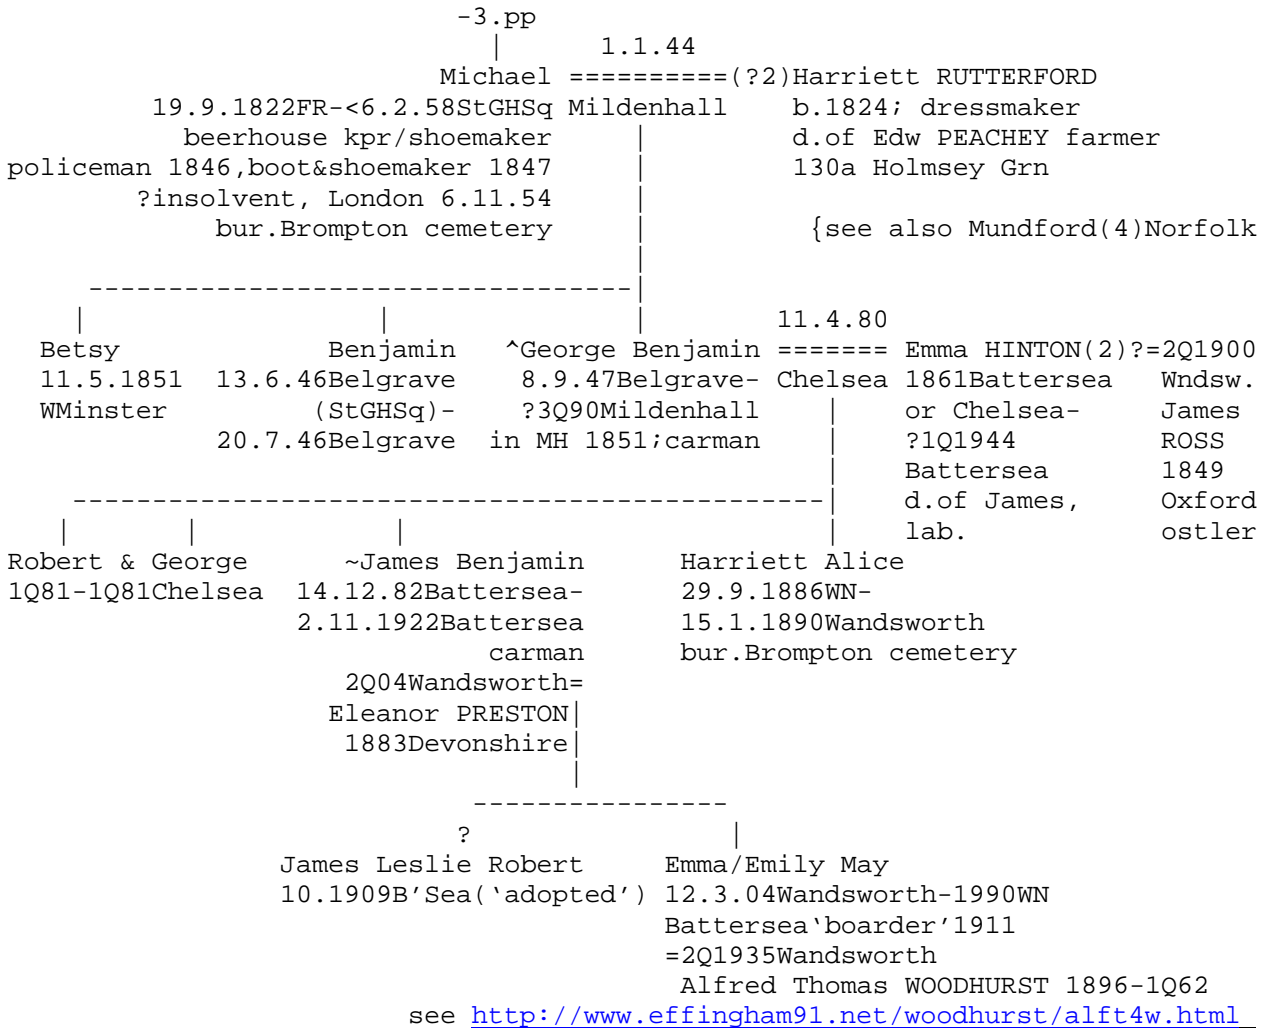 -3.pp
| 1.1.44
Michael ==========(?2)Harriett RUTTERFORD
19.9.1822FR-<6.2.58StGHSq Mildenhall b.1824; dressmaker
beerhouse kpr/shoemaker | d.of Edw PEACHEY farmer
policeman 1846,boot&shoemaker 1847 | 130a Holmsey Grn
?insolvent, London 6.11.54 |
bur.Brompton cemetery | {see also Mundford(4)Norfolk
|
----------------------------------|
| | | 11.4.80
Betsy Benjamin ^George Benjamin ======= Emma HINTON(2)?=2Q1900
11.5.1851 13.6.46Belgrave 8.9.47Belgrave- Chelsea 1861Battersea Wndsw.
WMinster (StGHSq)- ?3Q90Mildenhall | or Chelsea- James
20.7.46Belgrave in MH 1851;carman | ?1Q1944 ROSS
| Battersea 1849
-----------------------------------------------| d.of James, Oxford
| | | | lab. ostler
Robert & George ~James Benjamin Harriett Alice
1Q81-1Q81Chelsea 14.12.82Battersea- 29.9.1886WN-
2.11.1922Battersea 15.1.1890Wandsworth
carman bur.Brompton cemetery
2Q04Wandsworth=
Eleanor PRESTON|
1883Devonshire|
|
----------------
? |
James Leslie Robert Emma/Emily May
10.1909B’Sea(‘adopted’) 12.3.04Wandsworth-1990WN
Battersea‘boarder’1911
=2Q1935Wandsworth
Alfred Thomas WOODHURST 1896-1Q62
see http://www.effingham91.net/woodhurst/alft4w.html